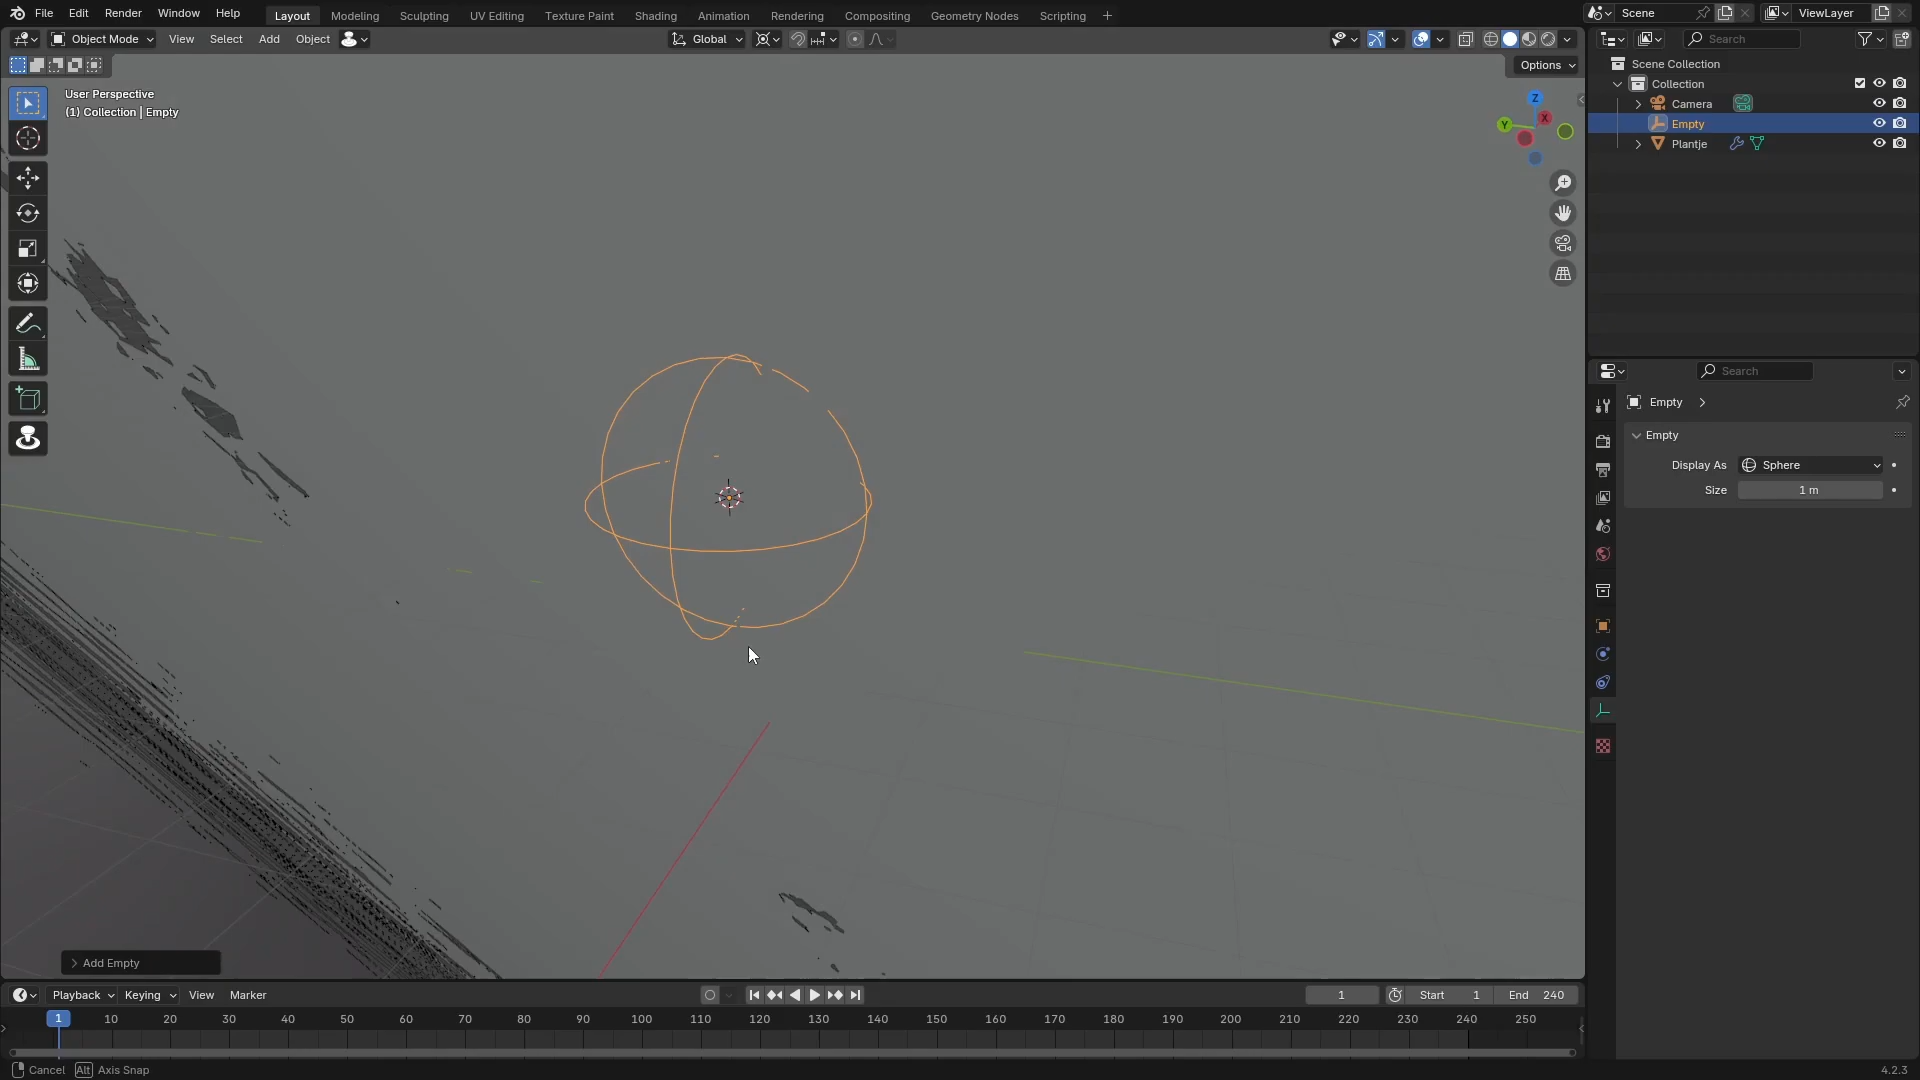 File Edit Render Window Help Layout Modeling Sculpting UV Editing Texture Paint Shading Animation Rendering Compositing Geometry Nodes Scripting + Scene ViewLayer
Object Mode View Select Add Object Global Search
Options
Scene Collection
User Perspective
Collection
(1) Collection | Empty
Camera
Z
X
Y
Empty
Plantje
Search
Empty
Empty
Display As Sphere
Size 1 m
Add Empty
Playback Keying View Marker 1 Start 1 End 240
1 10 20 30 40 50 60 70 80 90 100 110 120 130 140 150 160 170 180 190 200 210 220 230 240 250
Cancel Alt Axis Snap 4.2.3